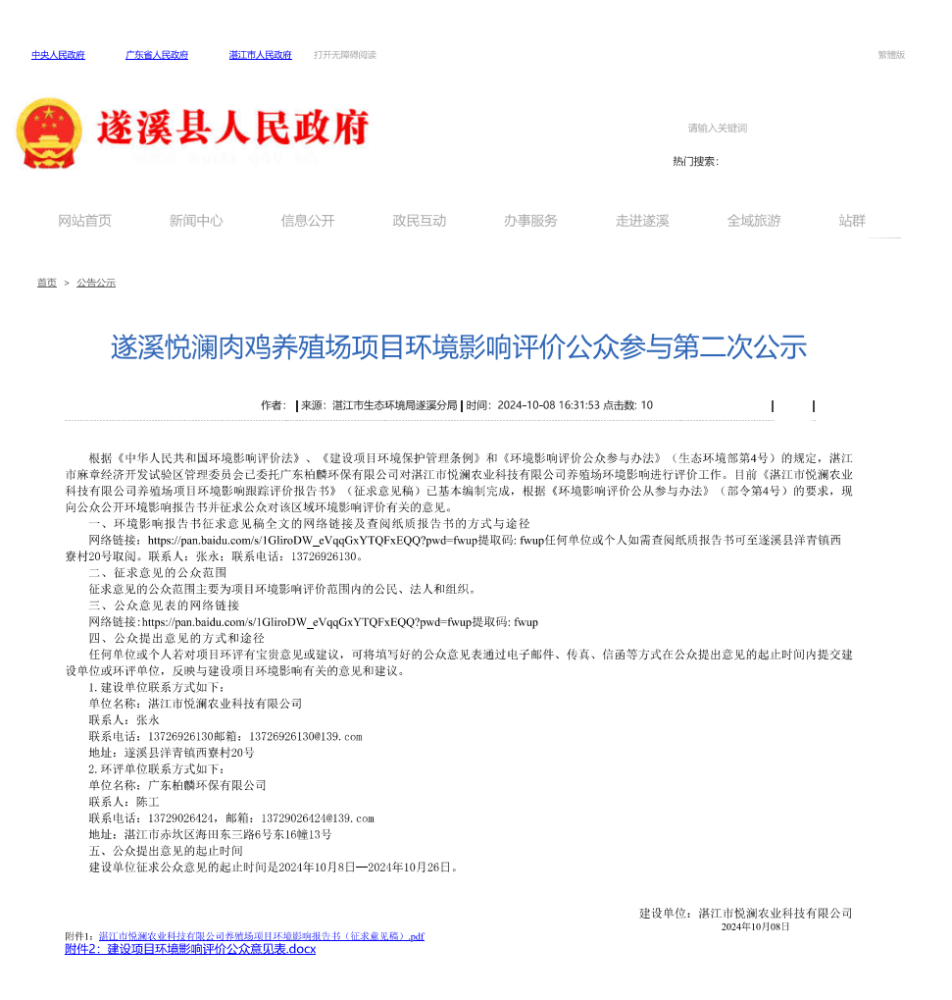 中央人民政府 广东省人民政府 湛江市人民政府 打开无障碍阅读 繁體版
遂溪县人民政府
请输入关键词
热门搜索：
网站首页 新闻中心 信息公开 政民互动 办事服务 走进遂溪 全域旅游 站群
首页 > 公告公示
遂溪悦澜肉鸡养殖场项目环境影响评价公众参与第二次公示
作者： 来源：湛江市生态环境局遂溪分局 时间：2024-10-08 16:31:53 点击数: 10
根据《中华人民共和国环境影响评价法》、《建设项目环境保护管理条例》和《环境影响评价公众参与办法》（生态环境部第4号）的规定，湛江
市麻章经济开发试验区管理委员会已委托广东柏麟环保有限公司对湛江市悦澜农业科技有限公司养殖场环境影响进行评价工作。目前《湛江市悦澜农业
科技有限公司养殖场项目环境影响跟踪评价报告书》（征求意见稿）已基本编制完成，根据《环境影响评价公从参与办法》（部令第4号）的要求，现
向公众公开环境影响报告书并征求公众对该区域环境影响评价有关的意见。
一、环境影响报告书征求意见稿全文的网络链接及查阅纸质报告书的方式与途径
网络链接：https://pan.baidu.com/s/1GliroDW_eVqqGxYTQFxEQQ?pwd=fwup提取码: fwup任何单位或个人如需查阅纸质报告书可至遂溪县洋青镇西
寮村20号取阅。联系人：张永；联系电话：13726926130。
二、征求意见的公众范围
征求意见的公众范围主要为项目环境影响评价范围内的公民、法人和组织。
三、公众意见表的网络链接
网络链接:https://pan.baidu.com/s/1GliroDW_eVqqGxYTQFxEQQ?pwd=fwup提取码: fwup
四、公众提出意见的方式和途径
任何单位或个人若对项目环评有宝贵意见或建议，可将填写好的公众意见表通过电子邮件、传真、信函等方式在公众提出意见的起止时间内提交建
设单位或环评单位，反映与建设项目环境影响有关的意见和建议。
1.建设单位联系方式如下：
单位名称：湛江市悦澜农业科技有限公司
联系人：张永
联系电话：13726926130邮箱：13726926130@139.com
地址：遂溪县洋青镇西寮村20号
2.环评单位联系方式如下：
单位名称：广东柏麟环保有限公司
联系人：陈工
联系电话：13729026424，邮箱：13729026424@139.com
地址：湛江市赤坎区海田东三路6号东16幢13号
五、公众提出意见的起止时间
建设单位征求公众意见的起止时间是2024年10月8日—2024年10月26日。
建设单位：湛江市悦澜农业科技有限公司
2024年10月08日
附件1：湛江市悦澜农业科技有限公司养殖场项目环境影响报告书（征求意见稿）.pdf
附件2：建设项目环境影响评价公众意见表.docx